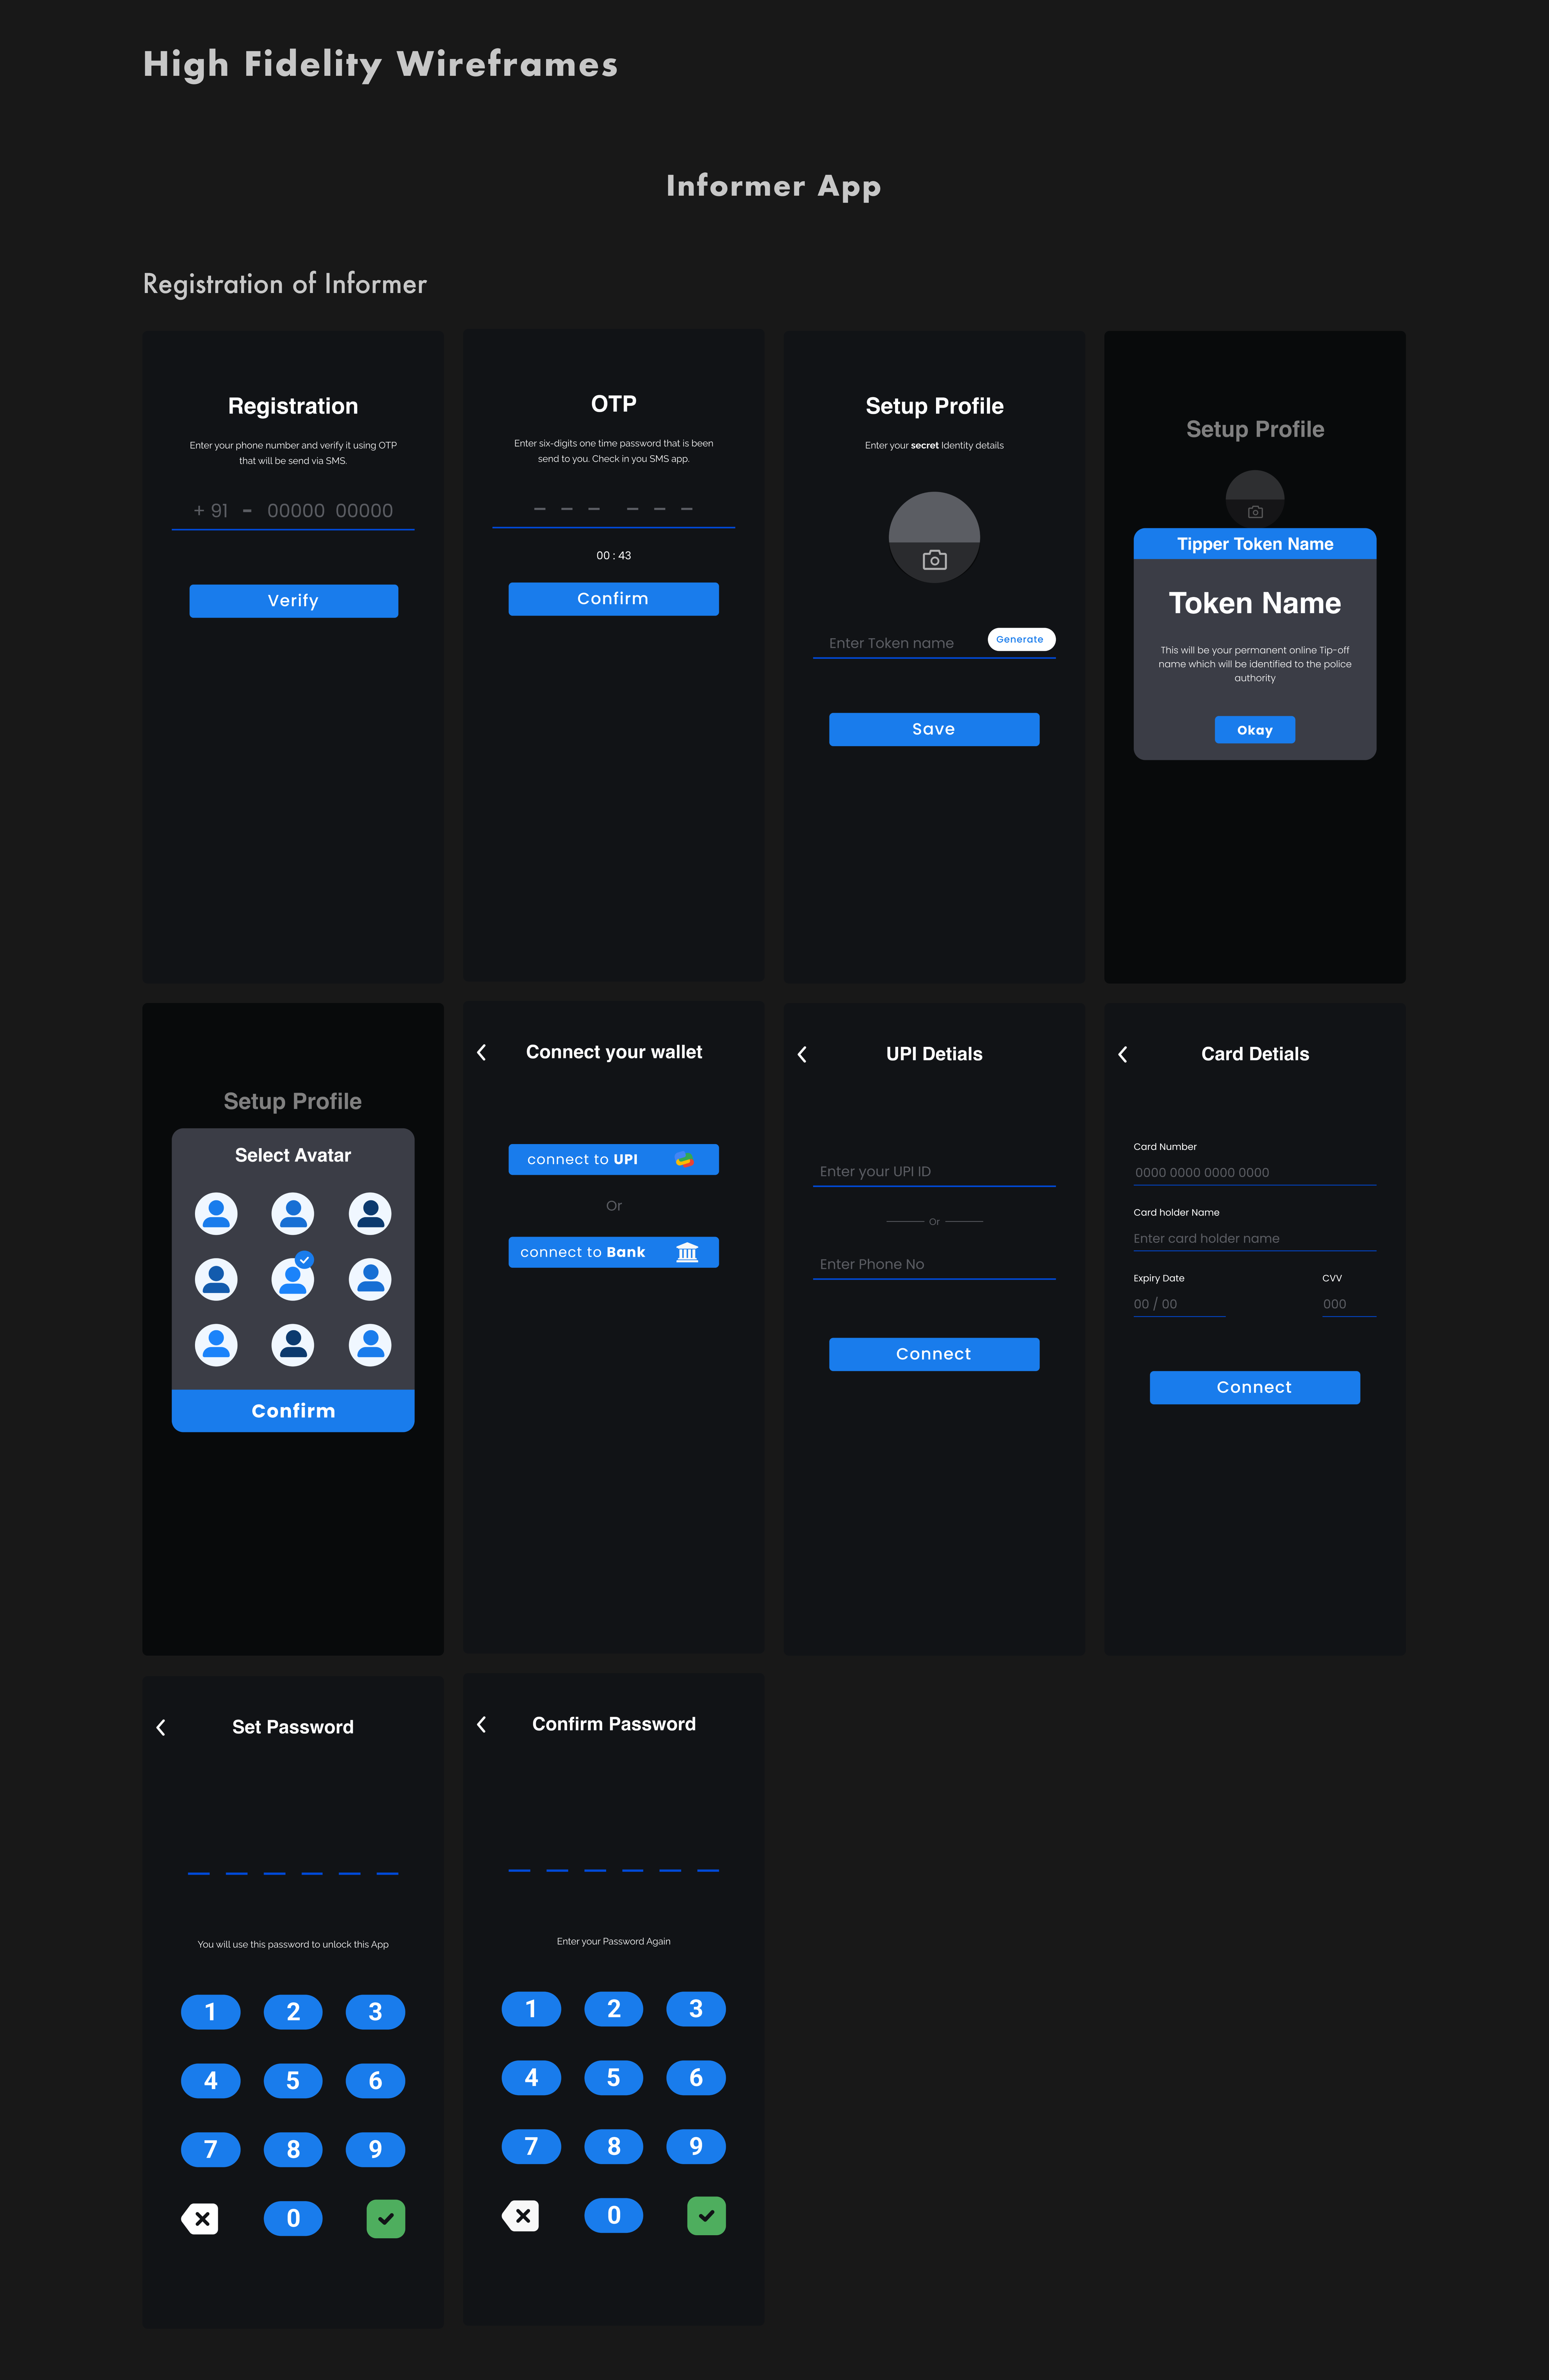 High Fidelity Wireframes
Informer App
Registration of Informer
Registration
Enter your phone number and verify it using OTP
that will be send via SMS.
+ 91 - 00000 00000
Verify
OTP
Enter six-digits one time password that is been
send to you. Check in you SMS app.
_ _ _ _ _ _
00 : 43
Confirm
Setup Profile
Enter your secret Identity details
Enter Token name
Generate
Save
Setup Profile
Tipper Token Name
Token Name
This will be your permanent online Tip-off
name which will be identified to the police
authority
Okay
Setup Profile
Select Avatar
Confirm
Connect your wallet
connect to UPI
Or
connect to Bank
UPI Detials
Enter your UPI ID
Or
Enter Phone No
Connect
Card Detials
Card Number
0000 0000 0000 0000
Card holder Name
Enter card holder name
Expiry Date CVV
00 / 00 000
Connect
Set Password
You will use this password to unlock this App
1 2 3
4 5 6
7 8 9
0
Confirm Password
Enter your Password Again
1 2 3
4 5 6
7 8 9
0